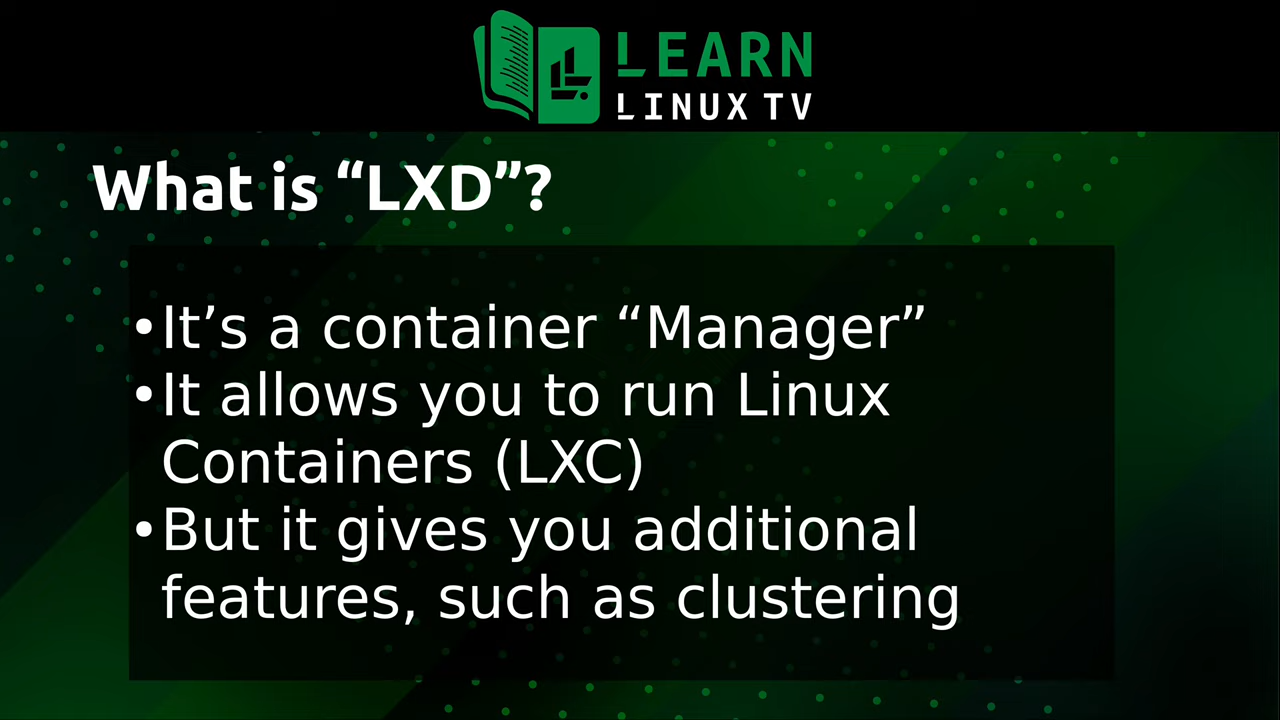 LEARN
LINUX TV
What is “LXD”?
•It’s a container “Manager”
•It allows you to run Linux
Containers (LXC)
•But it gives you additional
features, such as clustering